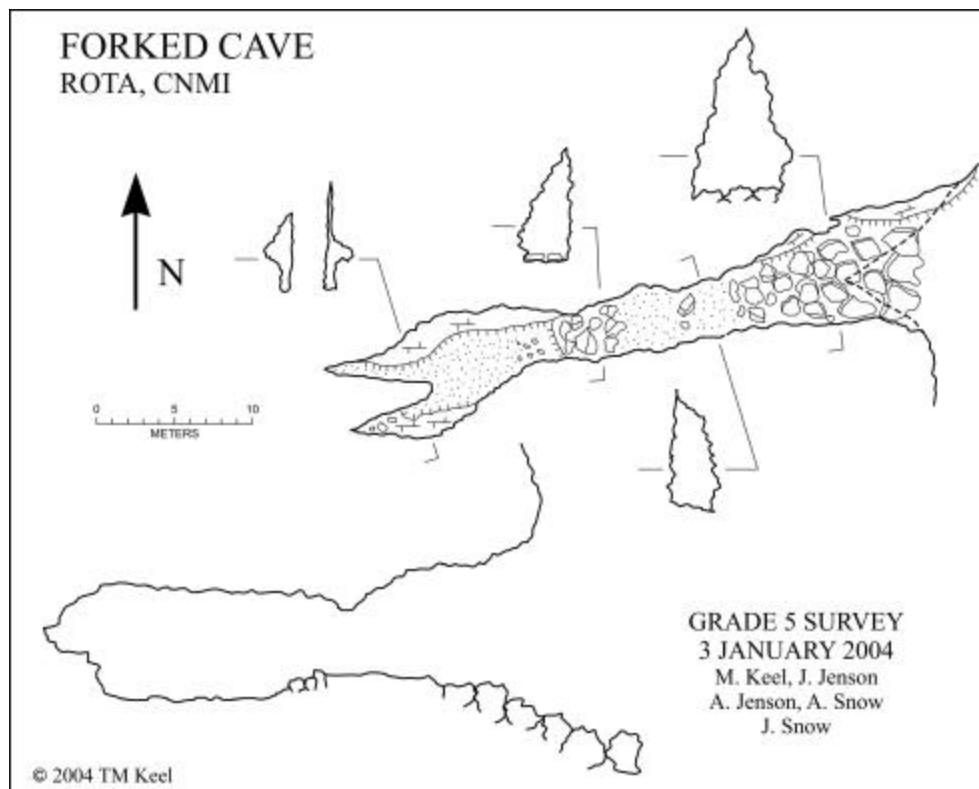 FORKED CAVE
ROTA, CNMI
N
0 5 10
METERS
GRADE 5 SURVEY
3 JANUARY 2004
M. Keel, J. Jenson
A. Jenson, A. Snow
J. Snow
© 2004 TM Keel